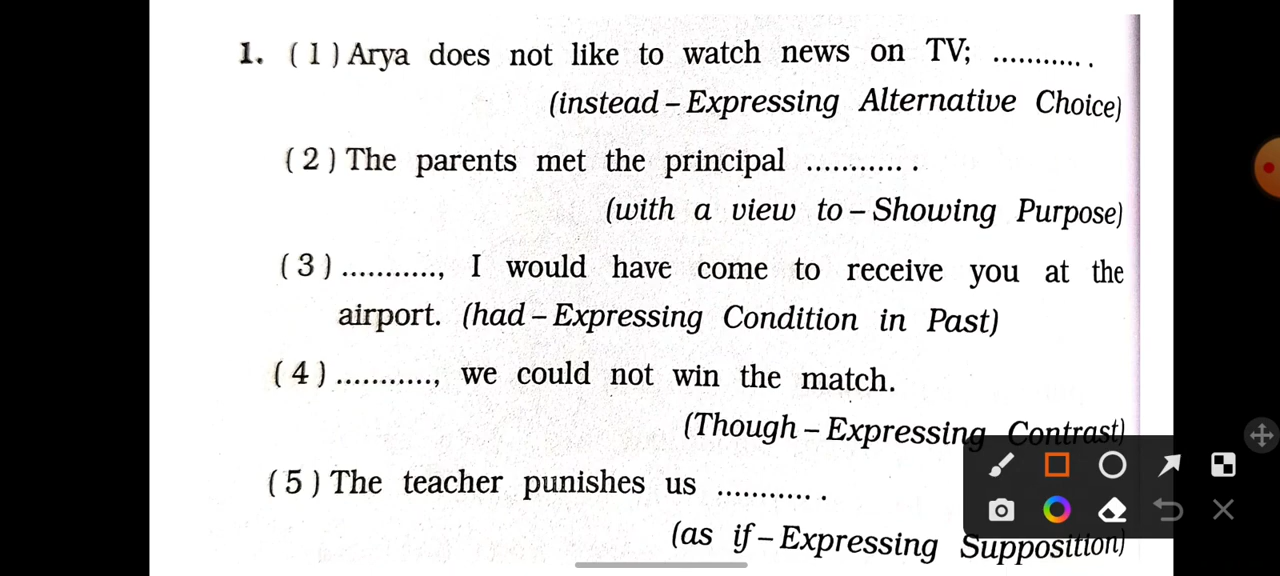 1. ( 1 ) Arya does not like to watch news on TV; ........... .
(instead – Expressing Alternative Choice)
( 2 ) The parents met the principal ........... .
(with a view to – Showing Purpose)
( 3 ) ..........., I would have come to receive you at the
airport. (had – Expressing Condition in Past)
( 4 ) ..........., we could not win the match.
(Though – Expressing Contrast)
( 5 ) The teacher punishes us ........... .
(as if – Expressing Supposition)